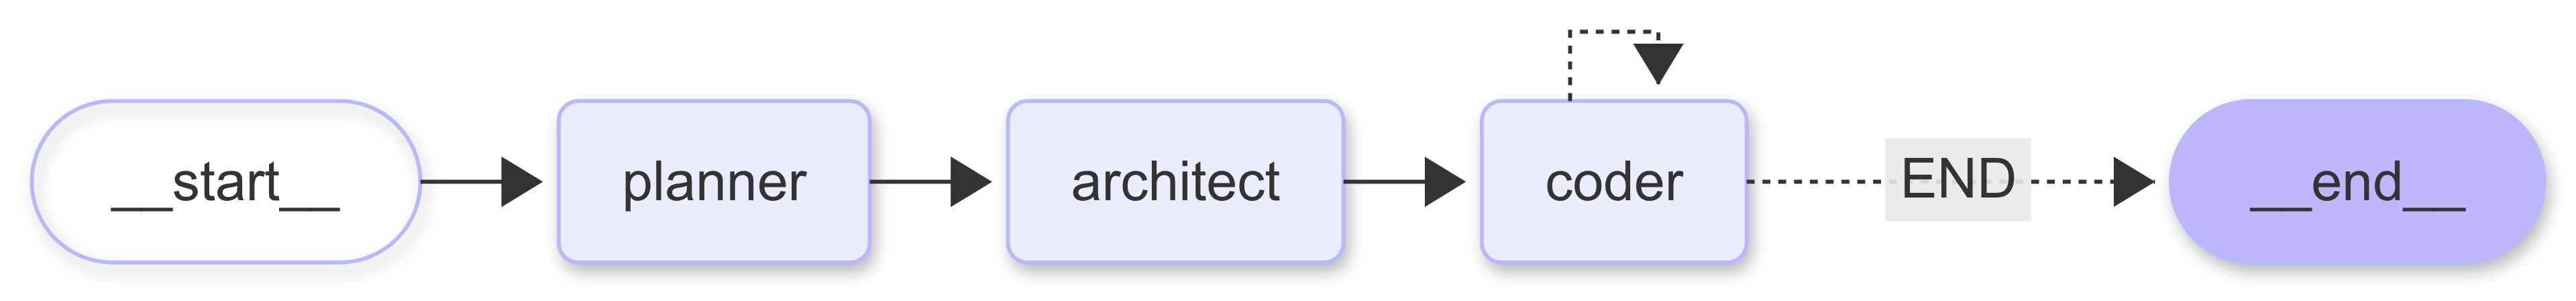 __start__
planner
architect
coder
END
__end__